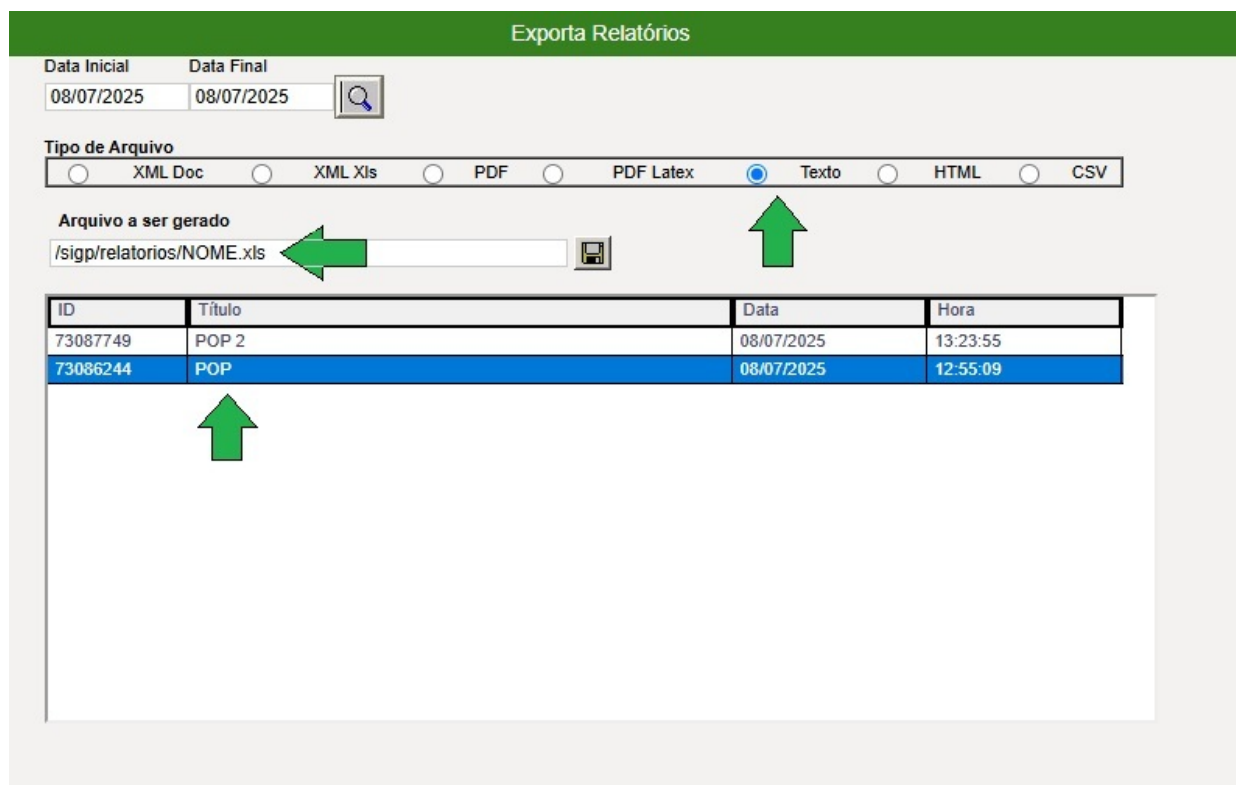 Exporta Relatórios
Data Inicial Data Final
08/07/2025 08/07/2025
Tipo de Arquivo
XML Doc XML Xls PDF PDF Latex Texto HTML CSV
Arquivo a ser gerado
/sigp/relatorios/NOME.xls
ID Título Data Hora
73087749 POP 2 08/07/2025 13:23:55
73086244 POP 08/07/2025 12:55:09